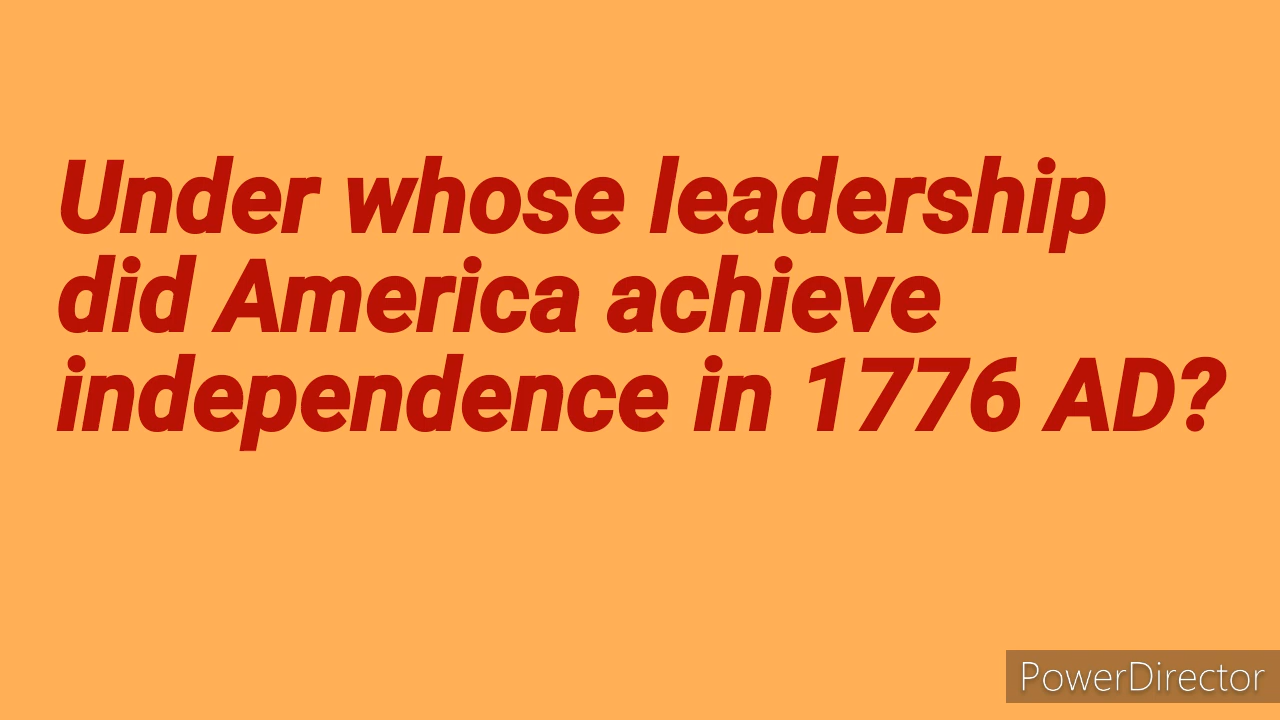 Under whose leadership
did America achieve
independence in 1776 AD?
PowerDirector